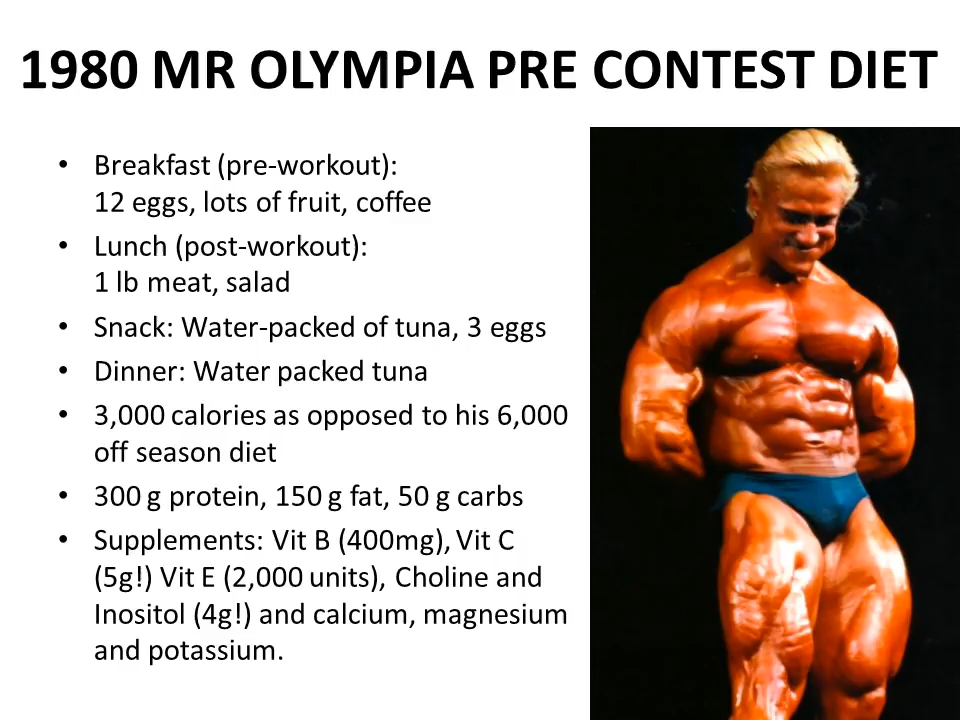 1980 MR OLYMPIA PRE CONTEST DIET
• Breakfast (pre-workout):
12 eggs, lots of fruit, coffee
• Lunch (post-workout):
1 lb meat, salad
• Snack: Water-packed of tuna, 3 eggs
• Dinner: Water packed tuna
• 3,000 calories as opposed to his 6,000
off season diet
• 300 g protein, 150 g fat, 50 g carbs
• Supplements: Vit B (400mg), Vit C
(5g!) Vit E (2,000 units), Choline and
Inositol (4g!) and calcium, magnesium
and potassium.